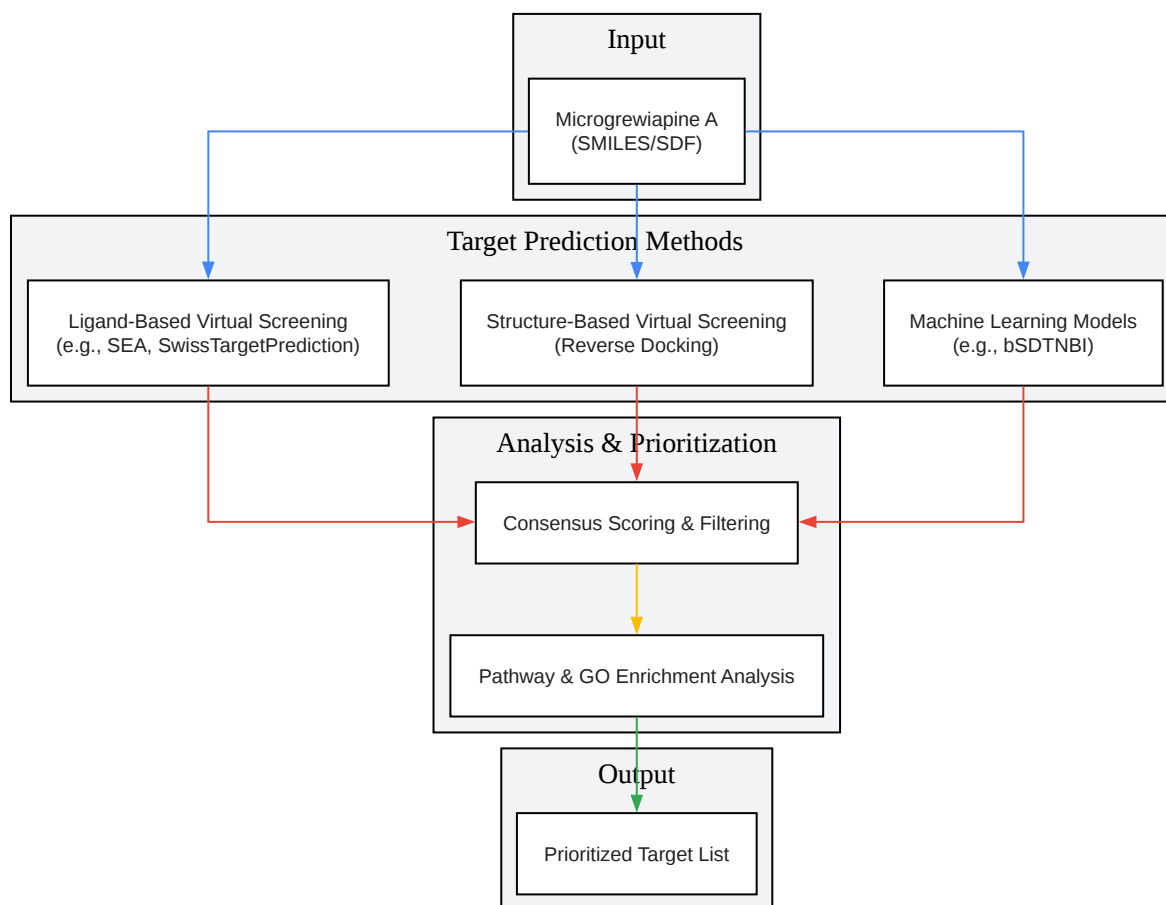 Input
Microgrewiapine A
(SMILES/SDF)
Target Prediction Methods
Ligand-Based Virtual Screening
(e.g., SEA, SwissTargetPrediction)
Structure-Based Virtual Screening
(Reverse Docking)
Machine Learning Models
(e.g., bSDTNBI)
Analysis & Prioritization
Consensus Scoring & Filtering
Pathway & GO Enrichment Analysis
Output
Prioritized Target List